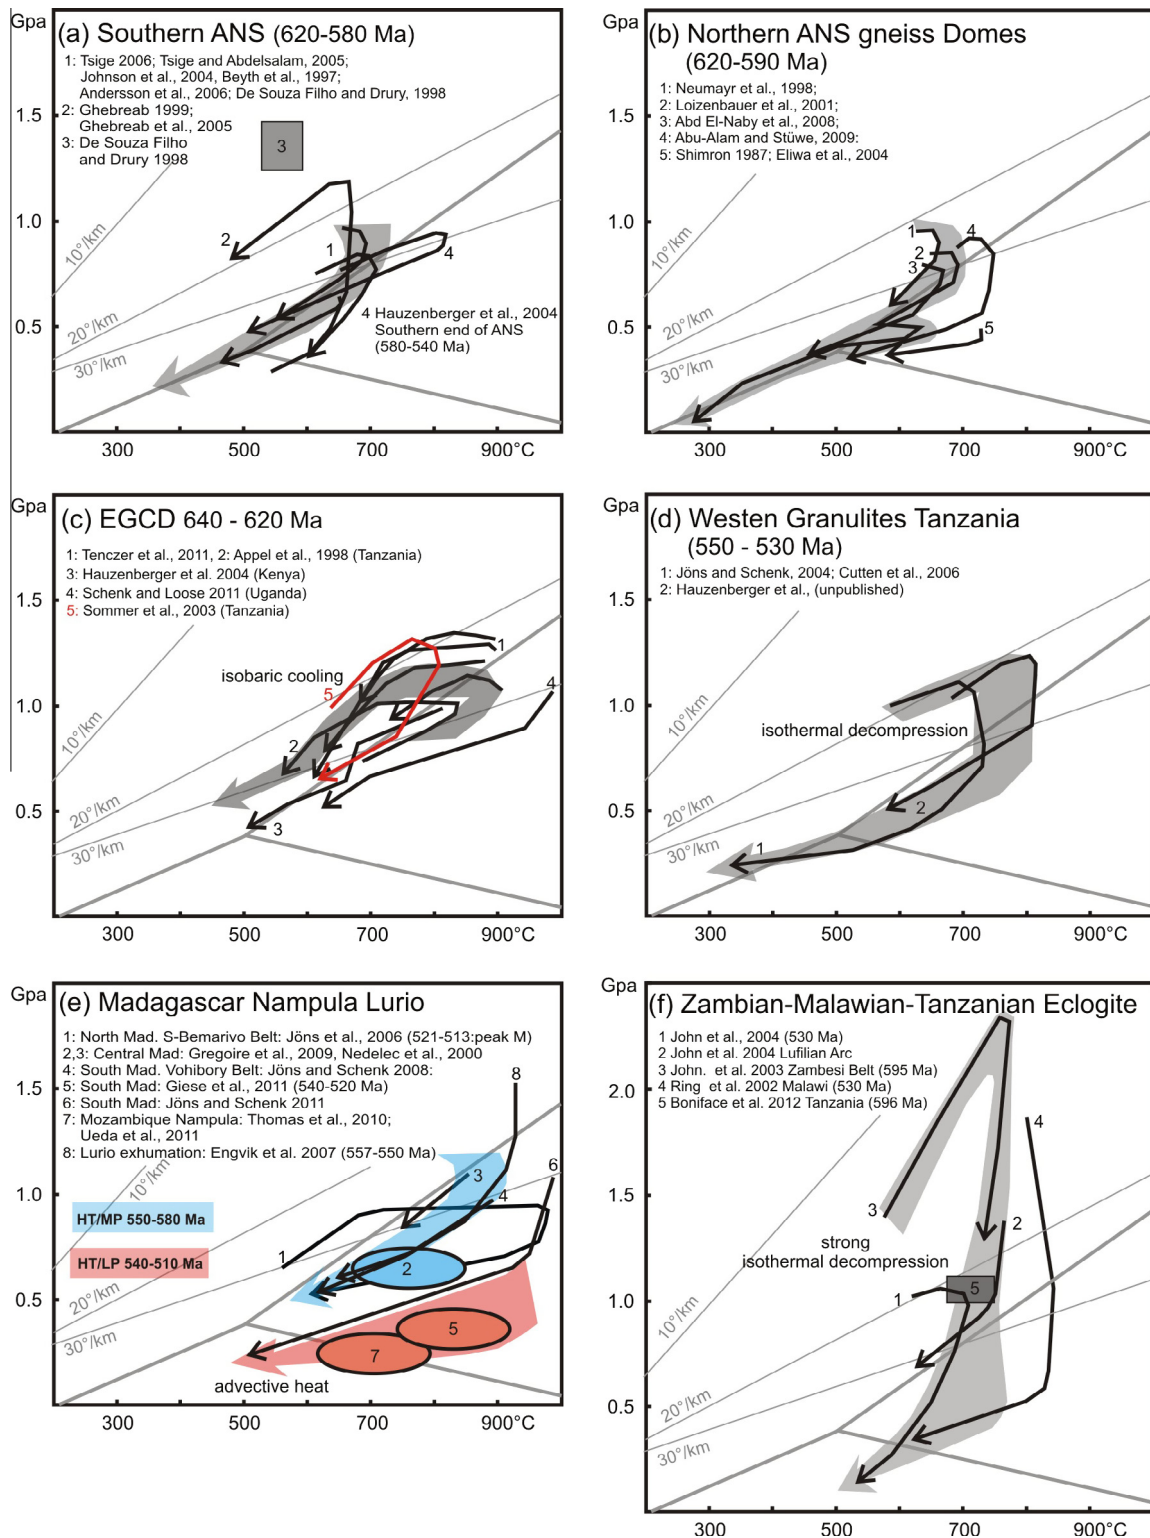 Gpa
(a) Southern ANS (620-580 Ma)
1: Tsige 2006; Tsige and Abdelsalam, 2005;
Johnson et al., 2004, Beyth et al., 1997;
Andersson et al., 2006; De Souza Filho and Drury, 1998
2: Ghebreab 1999;
Ghebreab et al., 2005
3: De Souza Filho
and Drury 1998
3
1.5
1.0
0.5
10°/km
20°/km
30°/km
2
1
4
4 Hauzenberger et al., 2004
Southern end of ANS
(580-540 Ma)
300
500
700
900°C
Gpa
(b) Northern ANS gneiss Domes
(620-590 Ma)
1: Neumayr et al., 1998;
2: Loizenbauer et al., 2001;
3: Abd El-Naby et al., 2008;
4: Abu-Alam and Stüwe, 2009:
5: Shimron 1987; Eliwa et al., 2004
1.5
1.0
0.5
10°/km
20°/km
30°/km
1
2
3
4
5
300
500
700
900°C
Gpa
(c) EGCD 640 - 620 Ma
1: Tenczer et al., 2011, 2: Appel et al., 1998 (Tanzania)
3: Hauzenberger et al. 2004 (Kenya)
4: Schenk and Loose 2011 (Uganda)
5: Sommer et al., 2003 (Tanzania)
1.5
1.0
0.5
isobaric cooling
10°/km
20°/km
30°/km
1
5
4
2
3
300
500
700
900°C
Gpa
(d) Westen Granulites Tanzania
(550 - 530 Ma)
1: Jöns and Schenk, 2004; Cutten et al., 2006
2: Hauzenberger et al., (unpublished)
1.5
1.0
0.5
isothermal decompression
10°/km
20°/km
30°/km
2
1
300
500
700
900°C
Gpa
(e) Madagascar Nampula Lurio
1: North Mad. S-Bemarivo Belt: Jöns et al., 2006 (521-513:peak M)
2,3: Central Mad: Gregoire et al., 2009, Nedelec et al., 2000
4: South Mad. Vohibory Belt: Jöns and Schenk 2008:
5: South Mad: Giese et al., 2011 (540-520 Ma)
6: South Mad: Jöns and Schenk 2011
7: Mozambique Nampula: Thomas et al., 2010;
Ueda et al., 2011
8: Lurio exhumation: Engvik et al. 2007 (557-550 Ma)
1.5
1.0
0.5
10°/km
20°/km
30°/km
HT/MP 550-580 Ma
HT/LP 540-510 Ma
8
6
3
4
1
2
5
7
advective heat
300
500
700
900°C
Gpa
(f) Zambian-Malawian-Tanzanian Eclogite
1 John et al., 2004 (530 Ma)
2 John et al. 2004 Lufilian Arc
3 John. et al. 2003 Zambesi Belt (595 Ma)
4 Ring et al. 2002 Malawi (530 Ma)
5 Boniface et al. 2012 Tanzania (596 Ma)
2.0
1.5
1.0
0.5
4
3
2
strong
isothermal decompression
1
5
10°/km
20°/km
30°/km
300
500
700
900°C